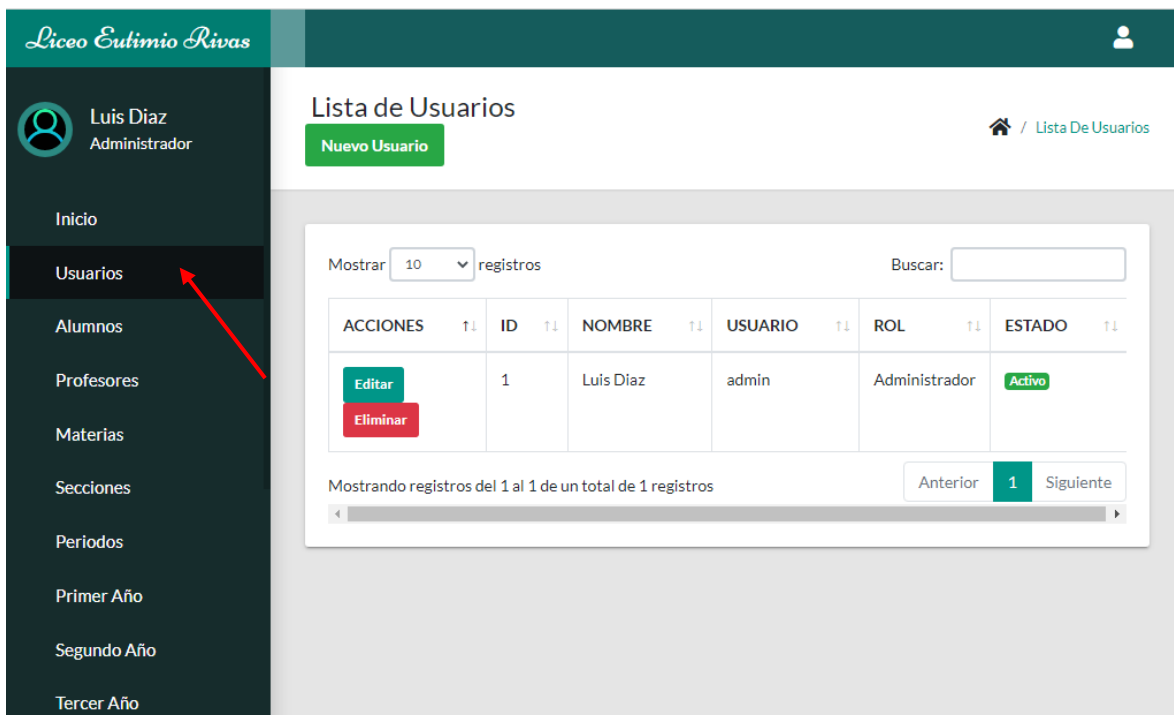 Liceo Eutimio Rivas
Luis Diaz
Administrador
Inicio
Usuarios
Alumnos
Profesores
Materias
Secciones
Periodos
Primer Año
Segundo Año
Tercer Año
Lista de Usuarios
Nuevo Usuario
/ Lista De Usuarios
Mostrar 10 registros
Buscar:
ACCIONES ID NOMBRE USUARIO ROL ESTADO
Editar 1 Luis Diaz admin Administrador Activo
Eliminar
Mostrando registros del 1 al 1 de un total de 1 registros
Anterior 1 Siguiente